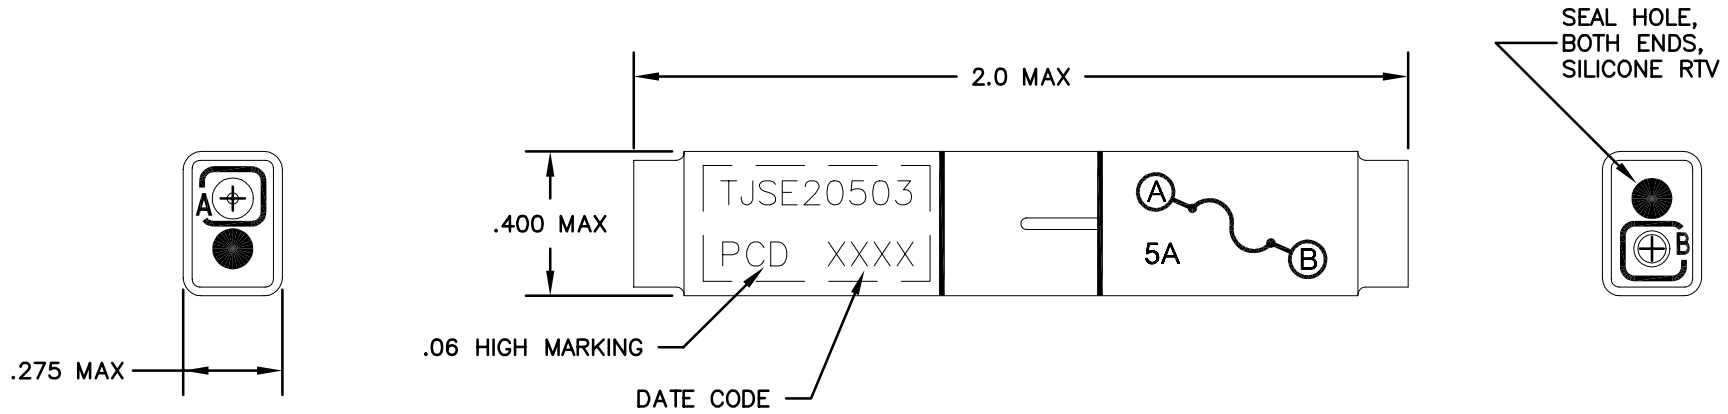 SEAL HOLE,
BOTH ENDS,
SILICONE RTV
2.0 MAX
A
TJSE20503
PCD XXXX
.400 MAX
A
5A
B
B
.06 HIGH MARKING
.275 MAX
DATE CODE